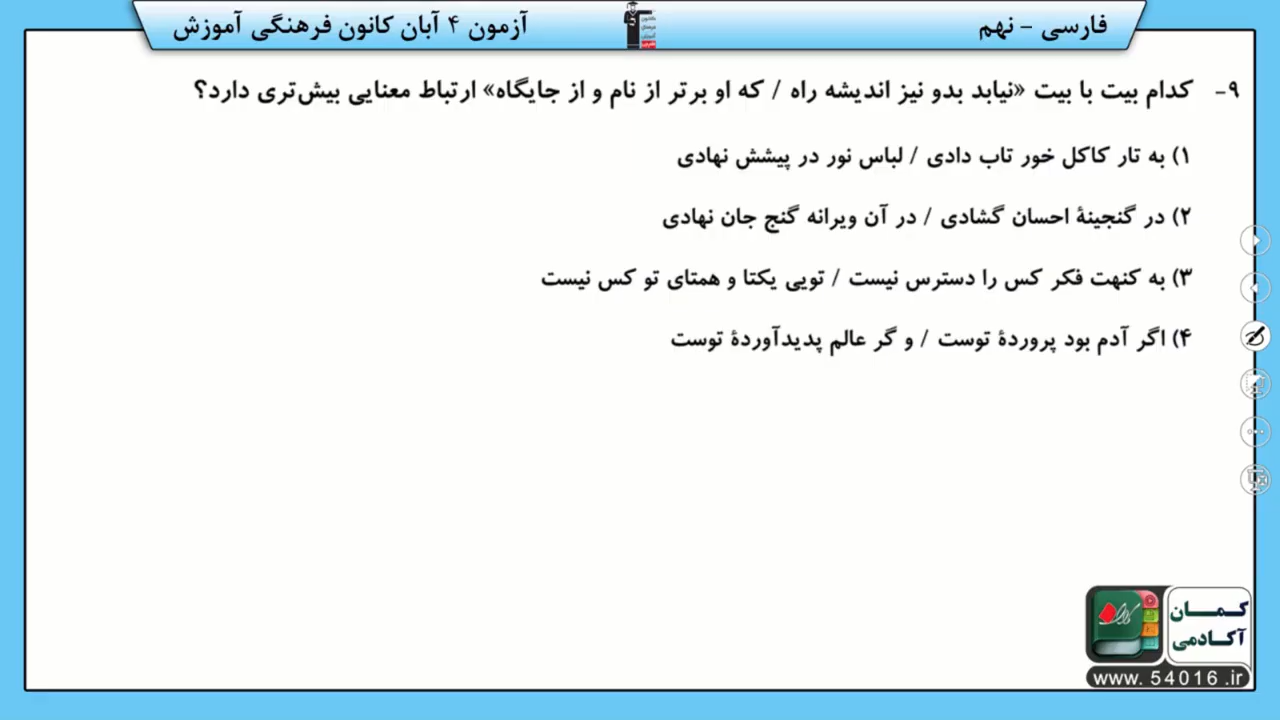 فارسی - نهم
آزمون ۴ آبان کانون فرهنگی آموزش
۹- کدام بیت با بیت «نیابد بدو نیز اندیشه راه / که او برتر از نام و از جایگاه» ارتباط معنایی بیش‌تری دارد؟
۱) به تار کاکل خور تاب دادی / لباس نور در پیشش نهادی
۲) در گنجینهٔ احسان گشادی / در آن ویرانه گنج جان نهادی
۳) به کنهت فکر کس را دسترس نیست / تویی یکتا و همتای تو کس نیست
۴) اگر آدم بود پروردهٔ توست / و گر عالم پدیدآوردهٔ توست
کمان
آکادمی
www. 54016 .ir